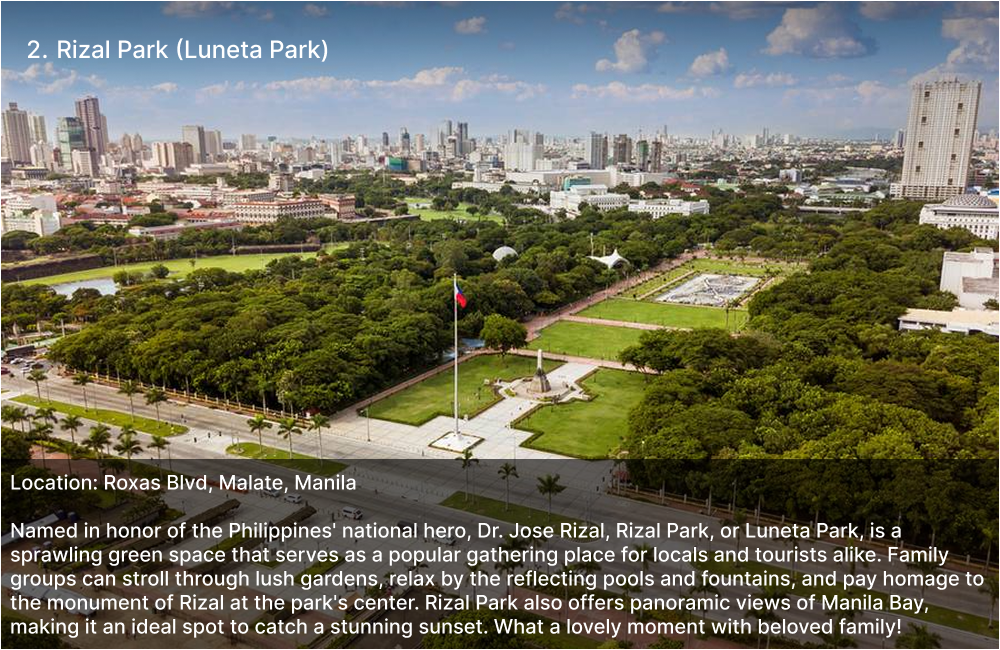 2. Rizal Park (Luneta Park)
Location: Roxas Blvd, Malate, Manila
Named in honor of the Philippines' national hero, Dr. Jose Rizal, Rizal Park, or Luneta Park, is a
sprawling green space that serves as a popular gathering place for locals and tourists alike. Family
groups can stroll through lush gardens, relax by the reflecting pools and fountains, and pay homage to
the monument of Rizal at the park's center. Rizal Park also offers panoramic views of Manila Bay,
making it an ideal spot to catch a stunning sunset. What a lovely moment with beloved family!